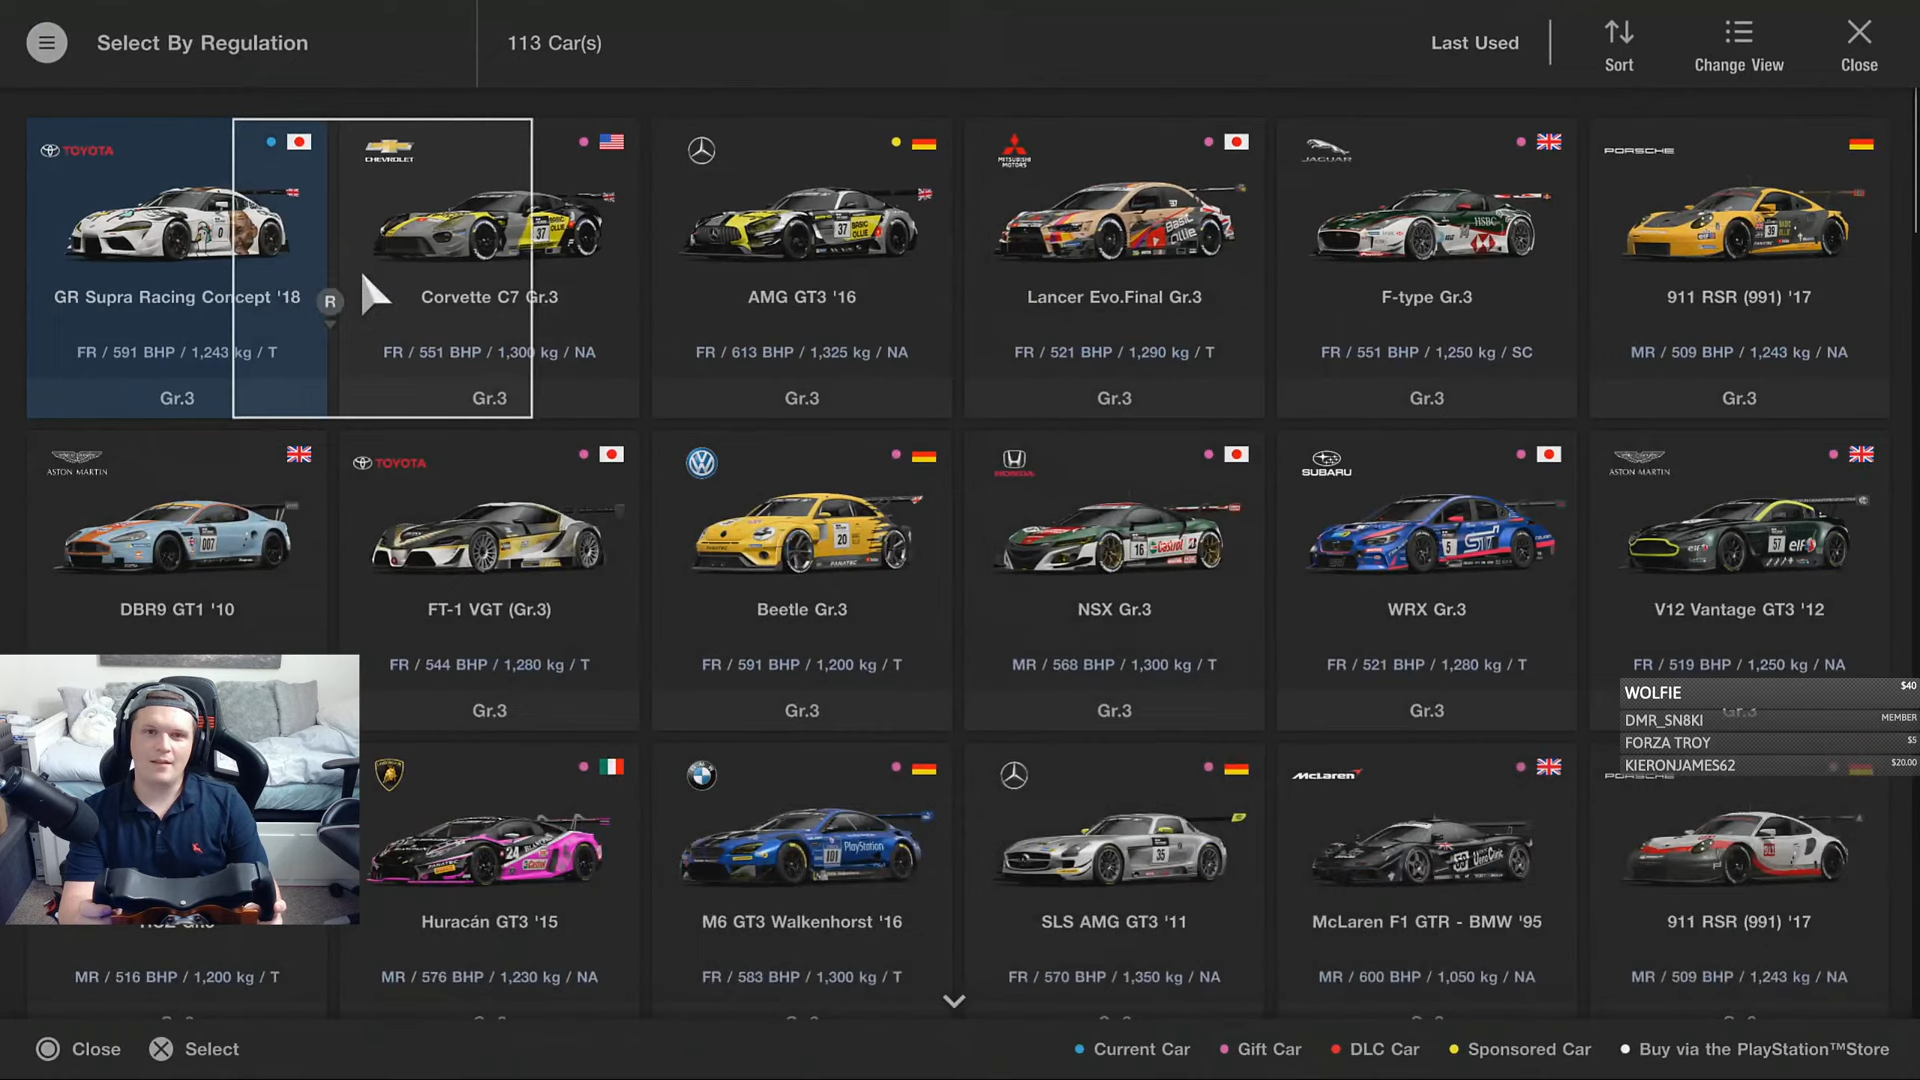 Select By Regulation
113 Car(s)
Last Used
Sort
Change View
Close
TOYOTA
CHEVROLET
MITSUBISHI MOTORS
JAGUAR
PORSCHE
GR Supra Racing Concept '18
R
Corvette C7 Gr.3
AMG GT3 '16
Lancer Evo.Final Gr.3
F-type Gr.3
911 RSR (991) '17
FR / 591 BHP / 1,243 kg / T
FR / 551 BHP / 1,300 kg / NA
FR / 613 BHP / 1,325 kg / NA
FR / 521 BHP / 1,290 kg / T
FR / 551 BHP / 1,250 kg / SC
MR / 509 BHP / 1,243 kg / NA
Gr.3
Gr.3
Gr.3
Gr.3
Gr.3
Gr.3
ASTON MARTIN
TOYOTA
HONDA
SUBARU
ASTON MARTIN
DBR9 GT1 '10
FT-1 VGT (Gr.3)
Beetle Gr.3
NSX Gr.3
WRX Gr.3
V12 Vantage GT3 '12
FR / 544 BHP / 1,280 kg / T
FR / 591 BHP / 1,200 kg / T
MR / 568 BHP / 1,300 kg / T
FR / 521 BHP / 1,280 kg / T
FR / 519 BHP / 1,250 kg / NA
Gr.3
Gr.3
Gr.3
Gr.3
WOLFIE $40
DMR_SN8KI MEMBER
FORZA TROY $5
KIERONJAMES62 $20.00
McLaren
PORSCHE
Huracán GT3 '15
M6 GT3 Walkenhorst '16
SLS AMG GT3 '11
McLaren F1 GTR - BMW '95
911 RSR (991) '17
MR / 516 BHP / 1,200 kg / T
MR / 576 BHP / 1,230 kg / NA
FR / 583 BHP / 1,300 kg / T
FR / 570 BHP / 1,350 kg / NA
MR / 600 BHP / 1,050 kg / NA
MR / 509 BHP / 1,243 kg / NA
Close
Select
Current Car
Gift Car
DLC Car
Sponsored Car
Buy via the PlayStation™Store